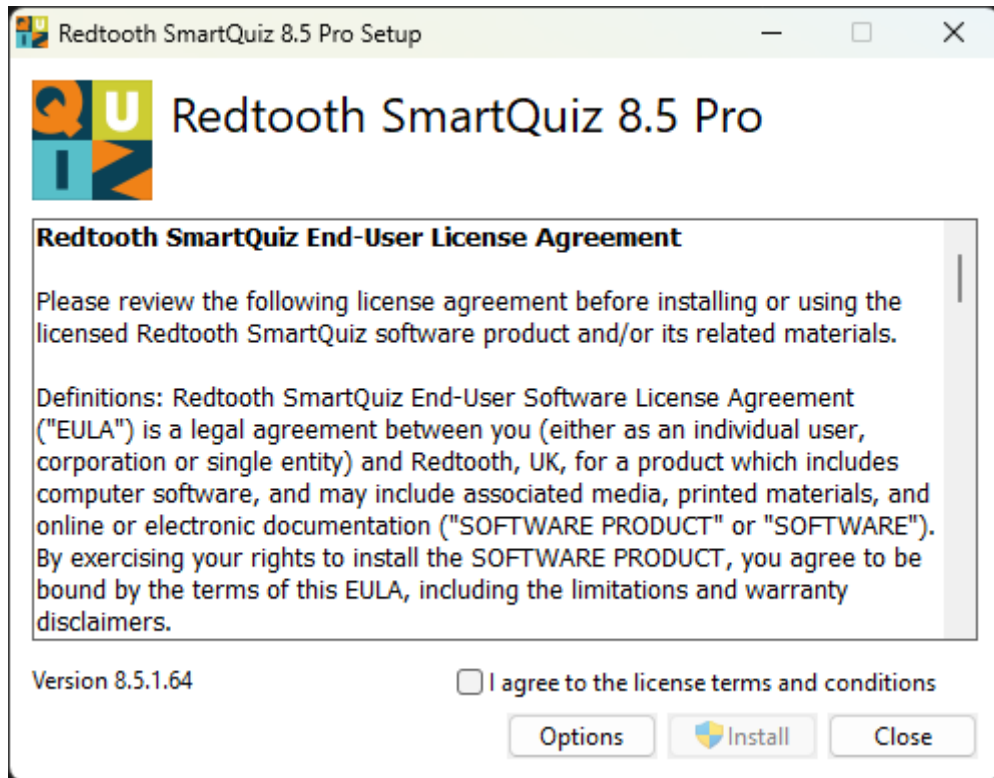 Redtooth SmartQuiz 8.5 Pro Setup
QUIZ
Redtooth SmartQuiz 8.5 Pro
Redtooth SmartQuiz End-User License Agreement
Please review the following license agreement before installing or using the
licensed Redtooth SmartQuiz software product and/or its related materials.
Definitions: Redtooth SmartQuiz End-User Software License Agreement
("EULA") is a legal agreement between you (either as an individual user,
corporation or single entity) and Redtooth, UK, for a product which includes
computer software, and may include associated media, printed materials, and
online or electronic documentation ("SOFTWARE PRODUCT" or "SOFTWARE").
By exercising your rights to install the SOFTWARE PRODUCT, you agree to be
bound by the terms of this EULA, including the limitations and warranty
disclaimers.
Version 8.5.1.64
I agree to the license terms and conditions
Options
Install
Close